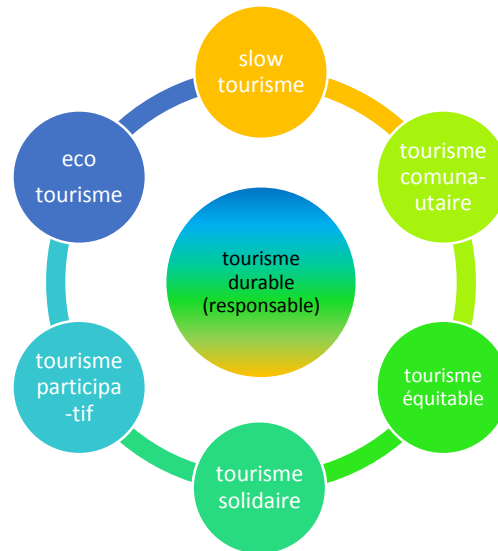 slow
tourisme
tourisme
comuna-
utaire
tourisme
équitable
tourisme
solidaire
tourisme
participa
-tif
eco
tourisme
tourisme
durable
(responsable)